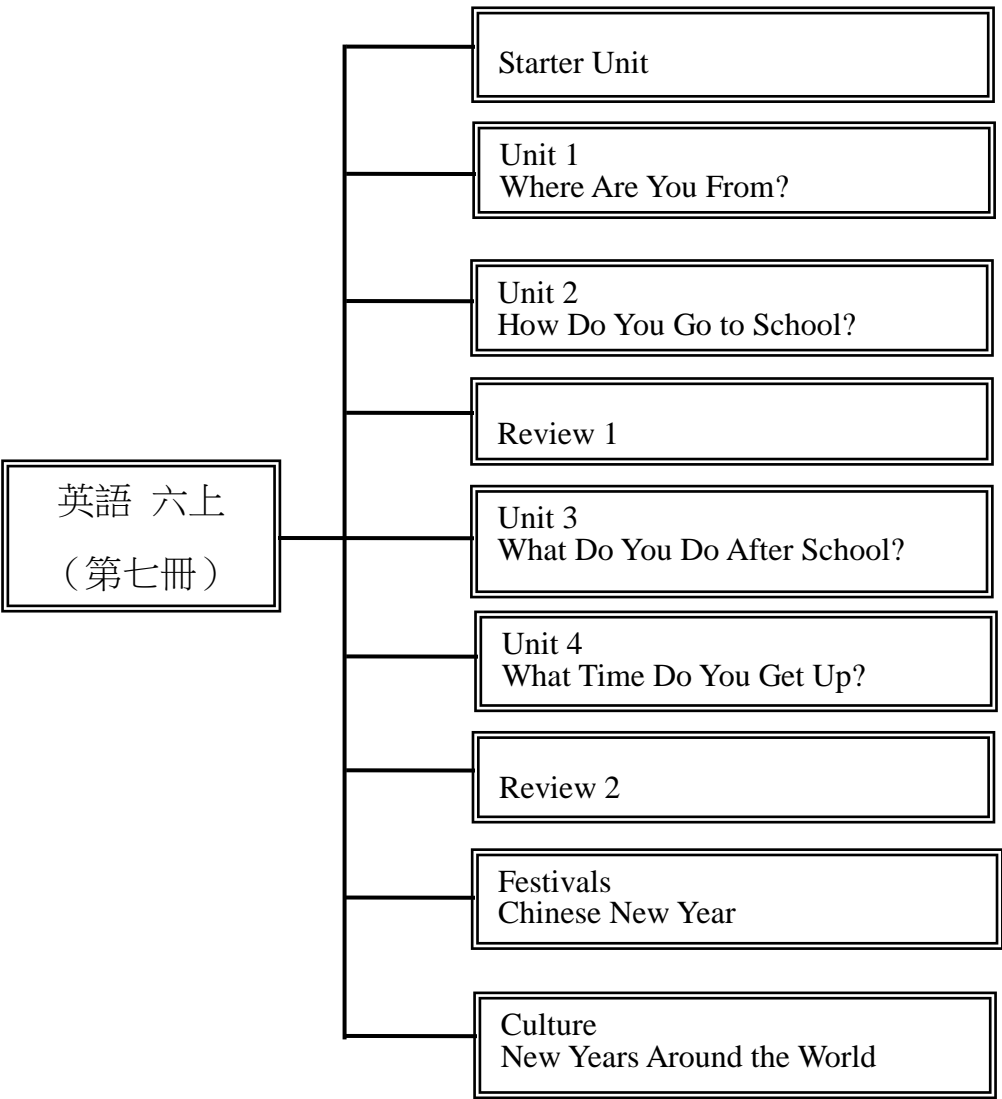 Starter Unit
Unit 1
Where Are You From?
Unit 2
How Do You Go to School?
Review 1
英語 六上
（第七冊）
Unit 3
What Do You Do After School?
Unit 4
What Time Do You Get Up?
Review 2
Festivals
Chinese New Year
Culture
New Years Around the World